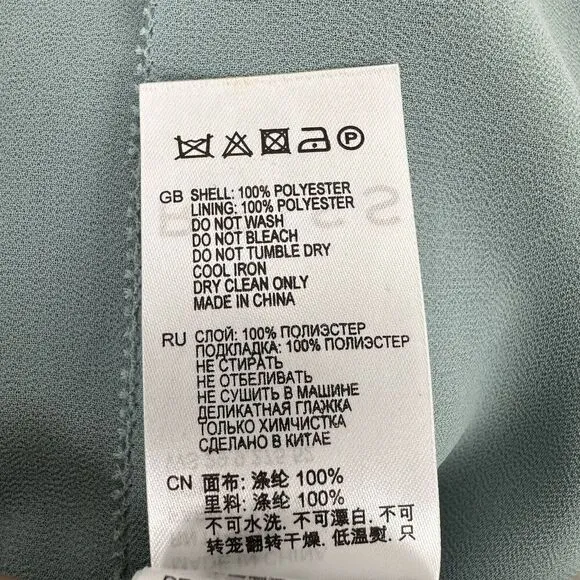 P
GB SHELL: 100% POLYESTER
LINING: 100% POLYESTER
DO NOT WASH
DO NOT BLEACH
DO NOT TUMBLE DRY
COOL IRON
DRY CLEAN ONLY
MADE IN CHINA
RU СЛОЙ: 100% ПОЛИЭСТЕР
ПОДКЛАДКА: 100% ПОЛИЭСТЕР
НЕ СТИРАТЬ
НЕ ОТБЕЛИВАТЬ
НЕ СУШИТЬ В МАШИНЕ
ДЕЛИКАТНАЯ ГЛАЖКА
ТОЛЬКО ХИМЧИСТКА
СДЕЛАНО В КИТАЕ
CN 面布: 涤纶 100%
里料: 涤纶 100%
不可水洗. 不可漂白. 不可
转笼翻转干燥. 低温熨. 只